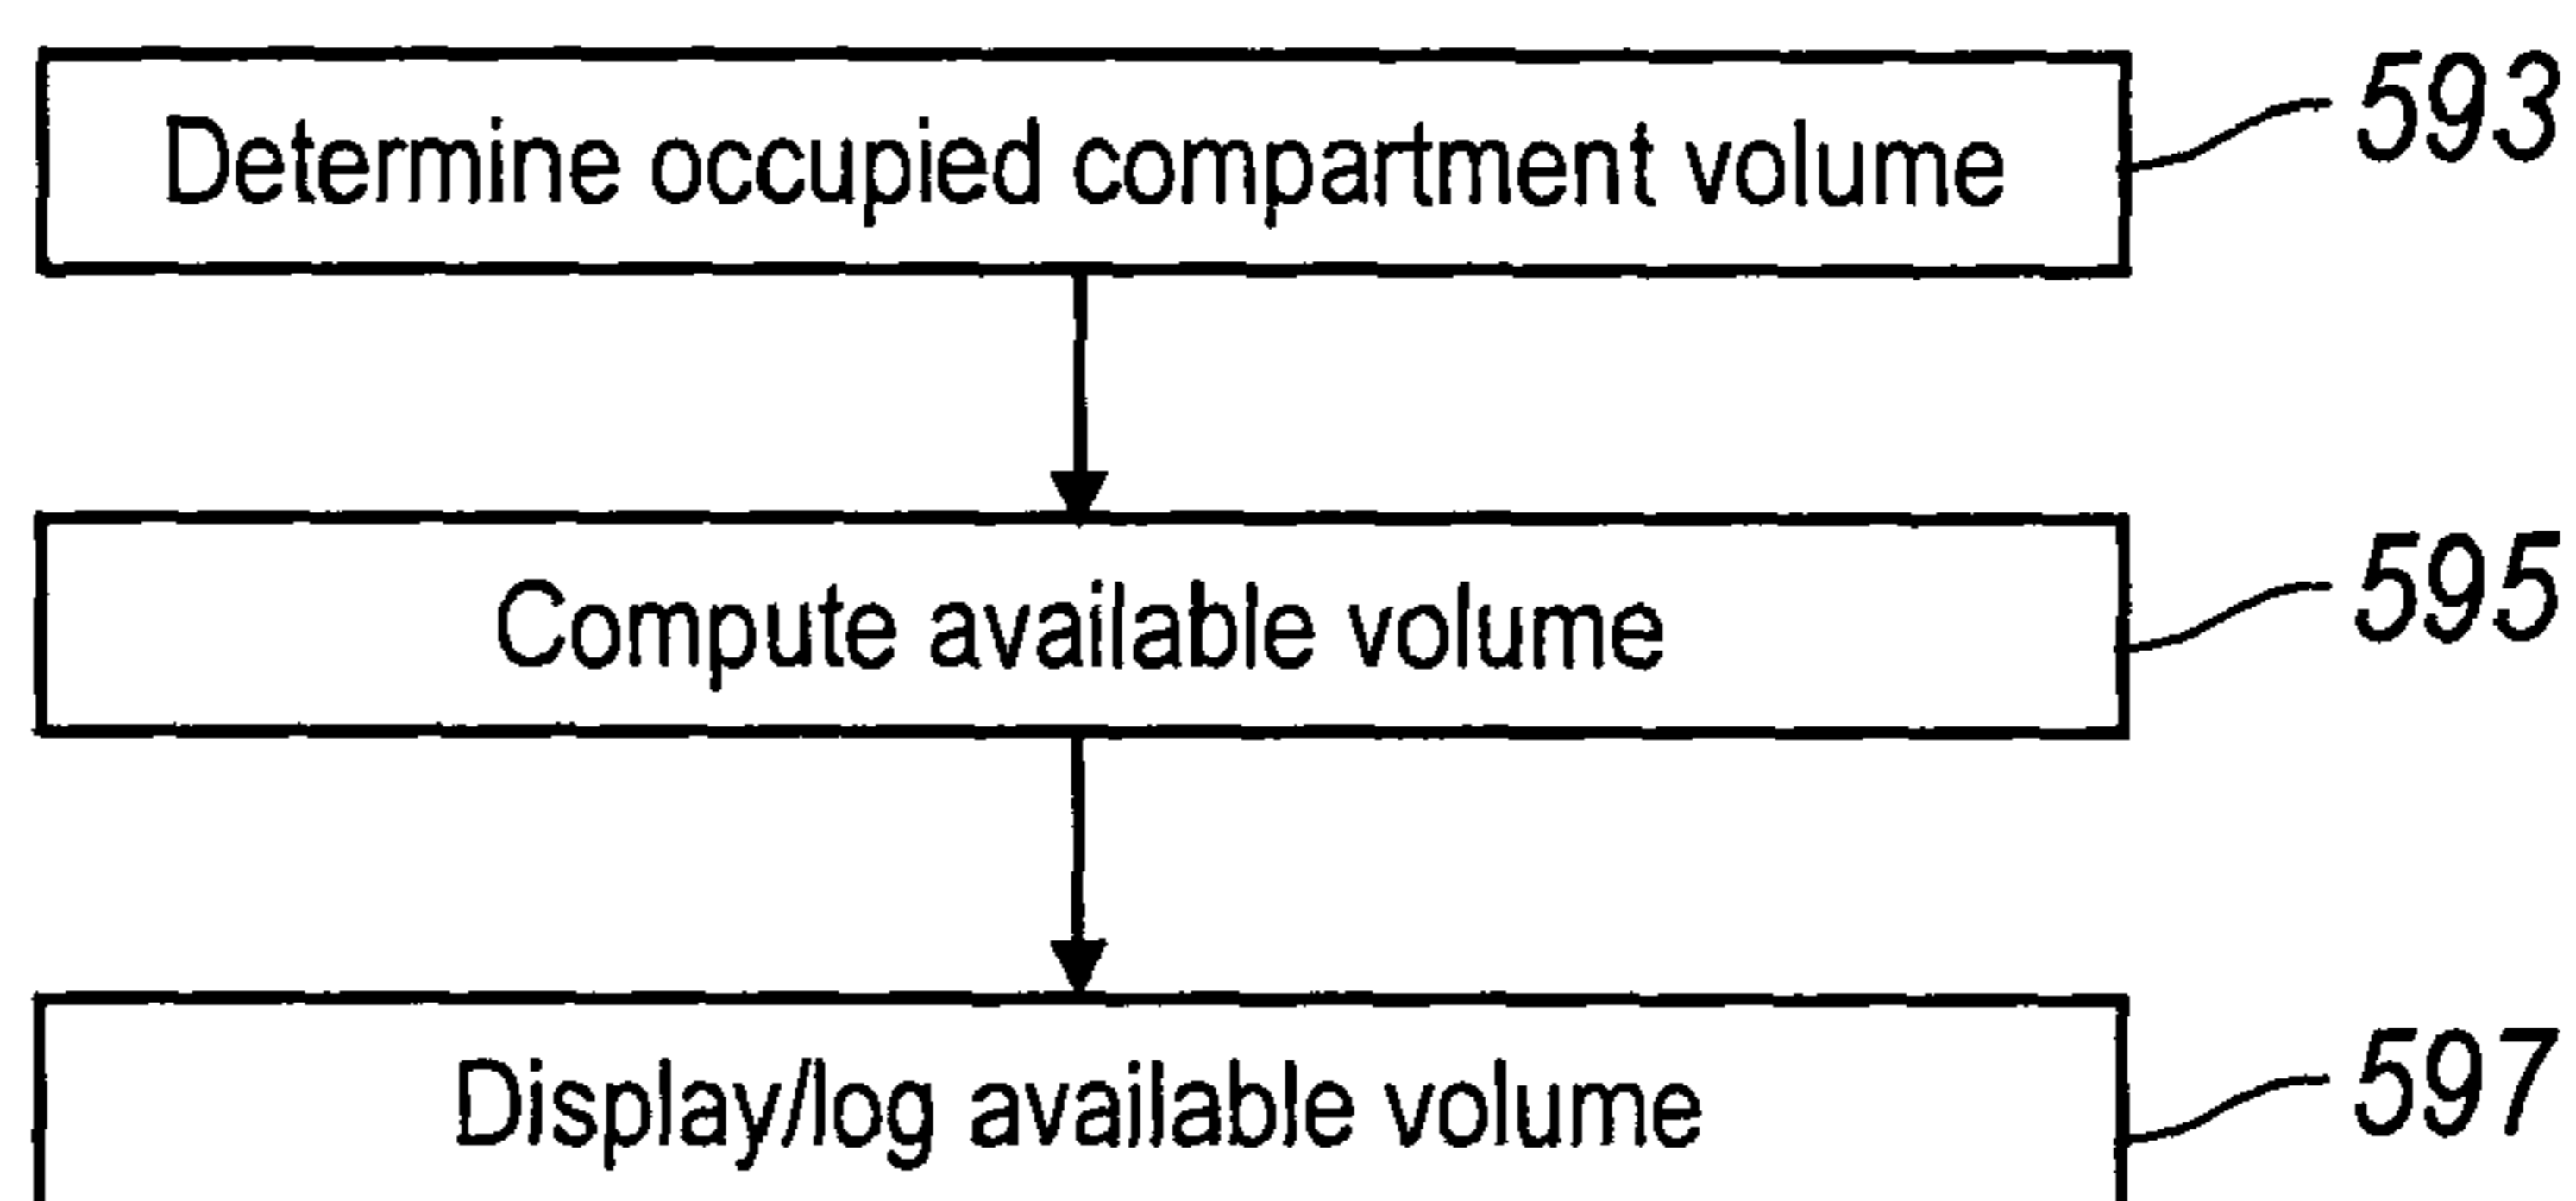 Determine occupied compartment volume 593
Compute available volume 595
Display/log available volume 597